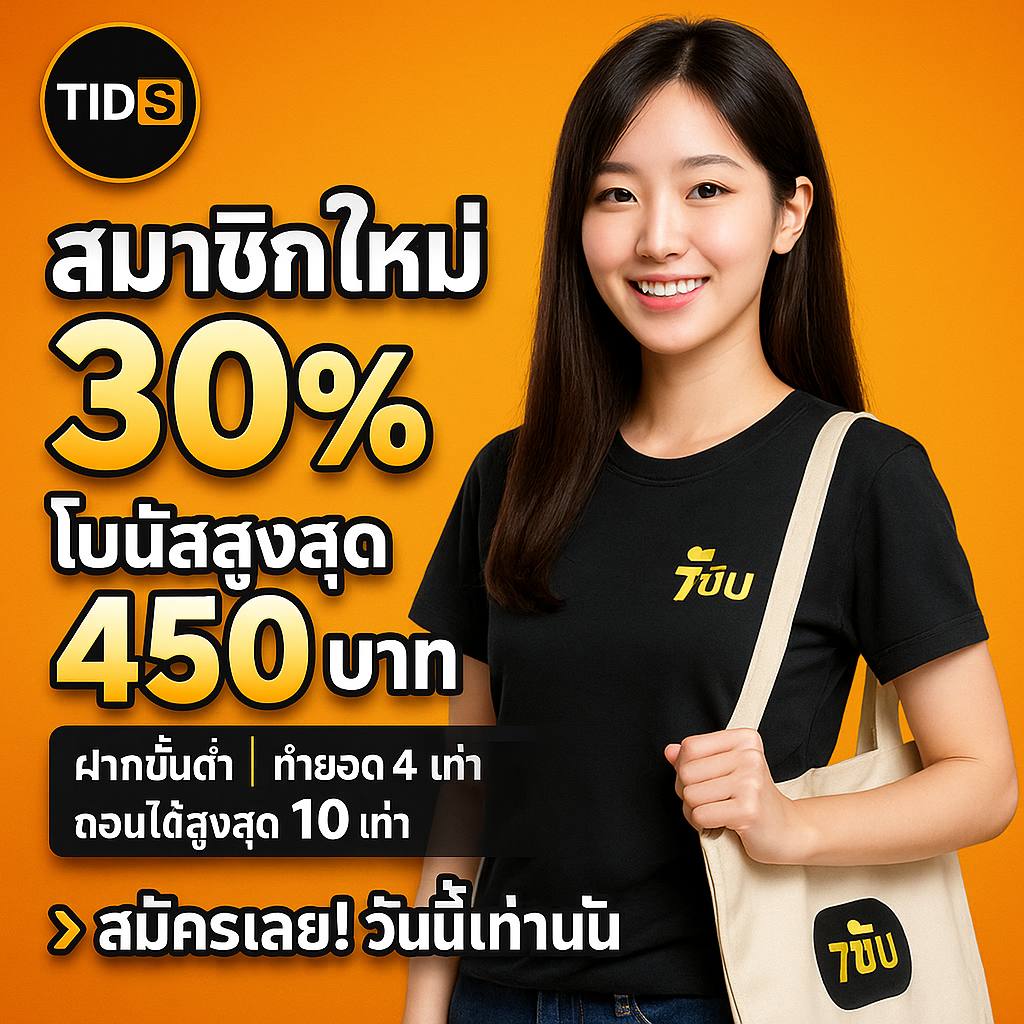 TIDS
สมาชิกใหม่
30%
โบนัสสูงสุด
450 บาท
ฝากขั้นต่ำ | ทำยอด 4 เท่า
ถอนได้สูงสุด 10 เท่า
> สมัครเลย! วันนี้เท่านนั
7ขับ
7ขับ